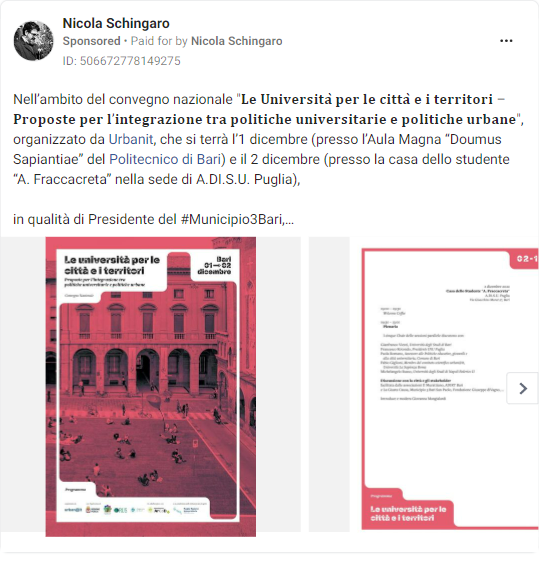 Nicola Schingaro
Sponsored • Paid for by Nicola Schingaro
ID: 506672778149275
Nell'ambito del convegno nazionale "Le Università per le città e i territori –
Proposte per l'integrazione tra politiche universitarie e politiche urbane",
organizzato da Urbanit, che si terrà l'1 dicembre (presso l'Aula Magna "Doumus
Sapiantiae" del Politecnico di Bari) e il 2 dicembre (presso la casa dello studente
"A. Fraccacreta" nella sede di A.DI.S.U. Puglia),
in qualità di Presidente del #Municipio3Bari,...
Le università per le
città e i territori
Proposte per l'integrazione tra
politiche universitarie e politiche urbane
Convegno Nazionale
Bari
01—02
dicembre
Programma
02-1
2 dicembre
Casa dello Studente "A. Fraccacreta"
A.DI.S.U. Puglia
Plenaria
Programma
Le università per le
città e i territori